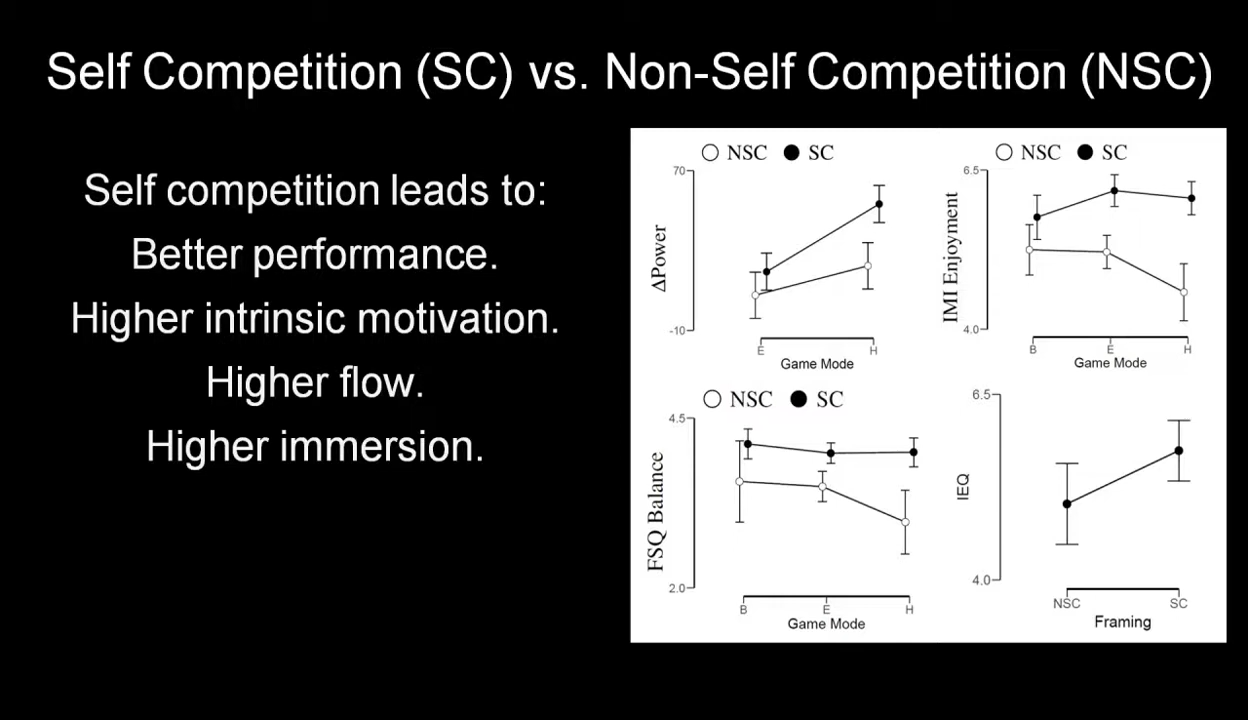 Self Competition (SC) vs. Non-Self Competition (NSC)
Self competition leads to:
Better performance.
Higher intrinsic motivation.
Higher flow.
Higher immersion.
NSC SC
70
ΔPower
-10
E H
Game Mode
NSC SC
6.5
IMI Enjoyment
4.0
B E H
Game Mode
NSC SC
4.5
FSQ Balance
2.0
B E H
Game Mode
6.5
IEQ
4.0
NSC SC
Framing